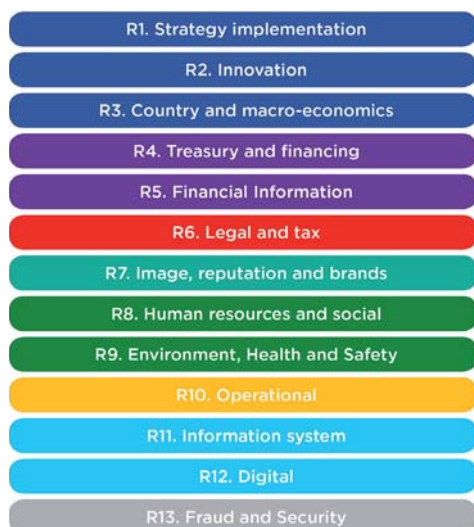 R1. Strategy implementation
R2. Innovation
R3. Country and macro-economics
R4. Treasury and financing
R5. Financial Information
R6. Legal and tax
R7. Image, reputation and brands
R8. Human resources and social
R9. Environment, Health and Safety
R10. Operational
R11. Information system
R12. Digital
R13. Fraud and Security